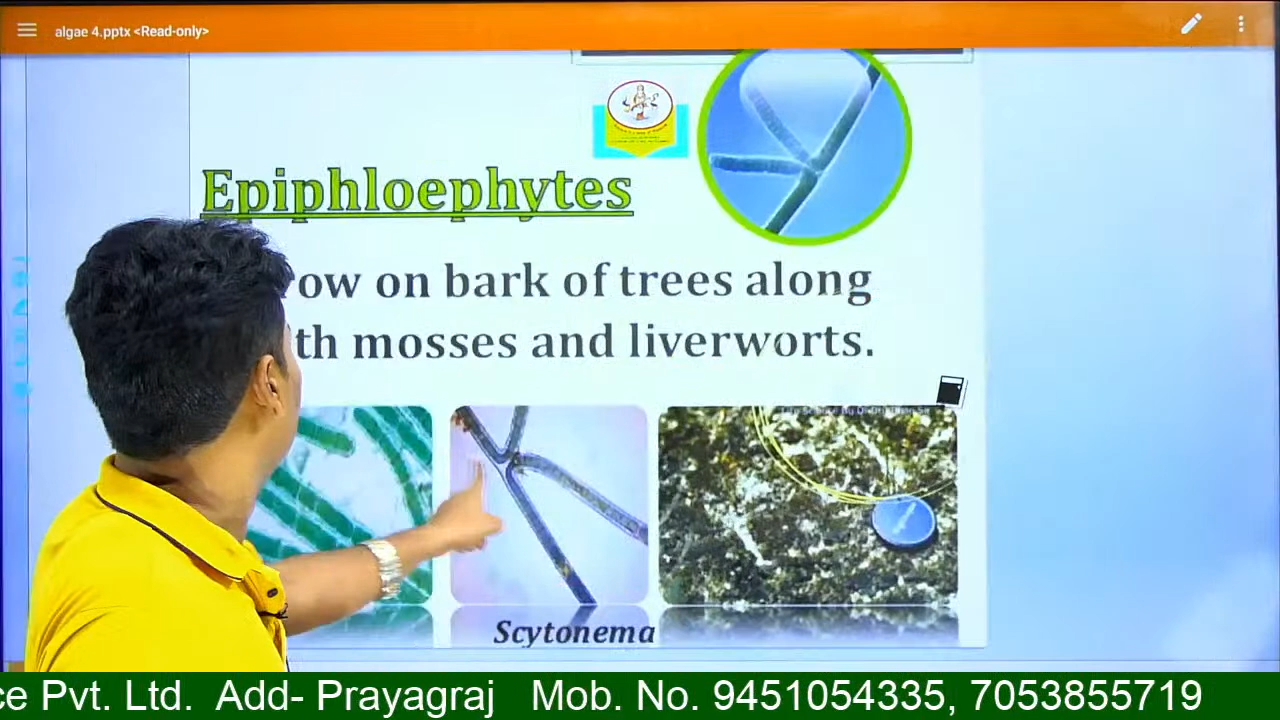 algae 4.pptx <Read-only>
Epiphloephytes
row on bark of trees along
th mosses and liverworts.
Scytonema
ce Pvt. Ltd. Add- Prayagraj Mob. No. 9451054335, 7053855719